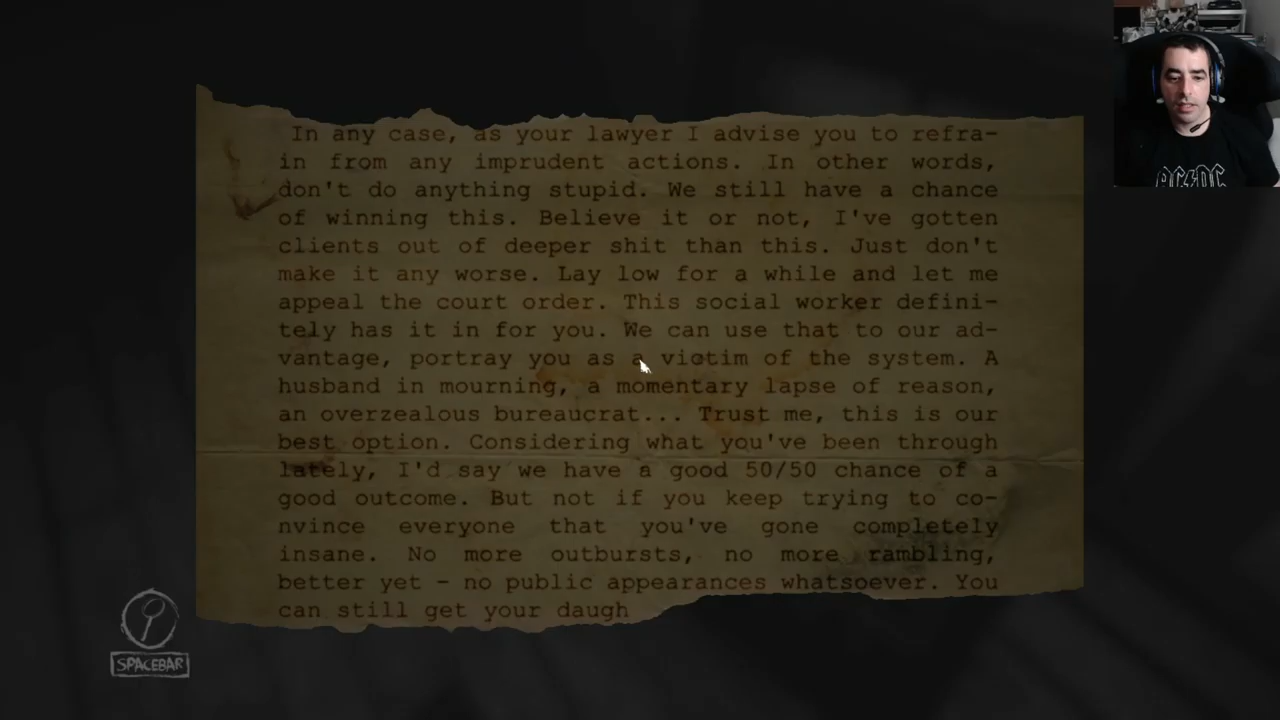 In any case, as your lawyer I advise you to refra-
in from any imprudent actions. In other words,
don't do anything stupid. We still have a chance
of winning this. Believe it or not, I've gotten
clients out of deeper shit than this. Just don't
make it any worse. Lay low for a while and let me
appeal the court order. This social worker defini-
tely has it in for you. We can use that to our ad-
vantage, portray you as a victim of the system. A
husband in mourning, a momentary lapse of reason,
an overzealous bureaucrat... Trust me, this is our
best option. Considering what you've been through
lately, I'd say we have a good 50/50 chance of a
good outcome. But not if you keep trying to co-
nvince everyone that you've gone completely
insane. No more outbursts, no more rambling,
better yet - no public appearances whatsoever. You
can still get your daugh
SPACEBAR
AC/DC